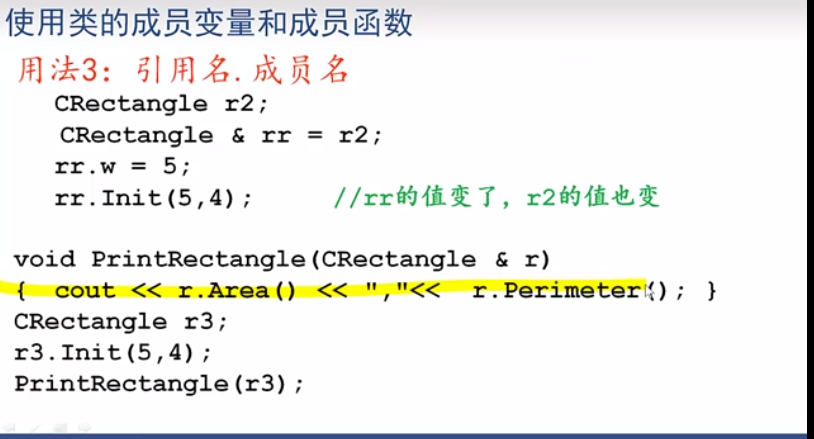 使用类的成员变量和成员函数
用法3: 引用名.成员名
CRectangle r2;
CRectangle & rr = r2;
rr.w = 5;
rr.Init(5,4); //rr的值变了, r2的值也变
void PrintRectangle(CRectangle & r)
{ cout << r.Area() << ","<< r.Perimeter(); }
CRectangle r3;
r3.Init(5,4);
PrintRectangle(r3);